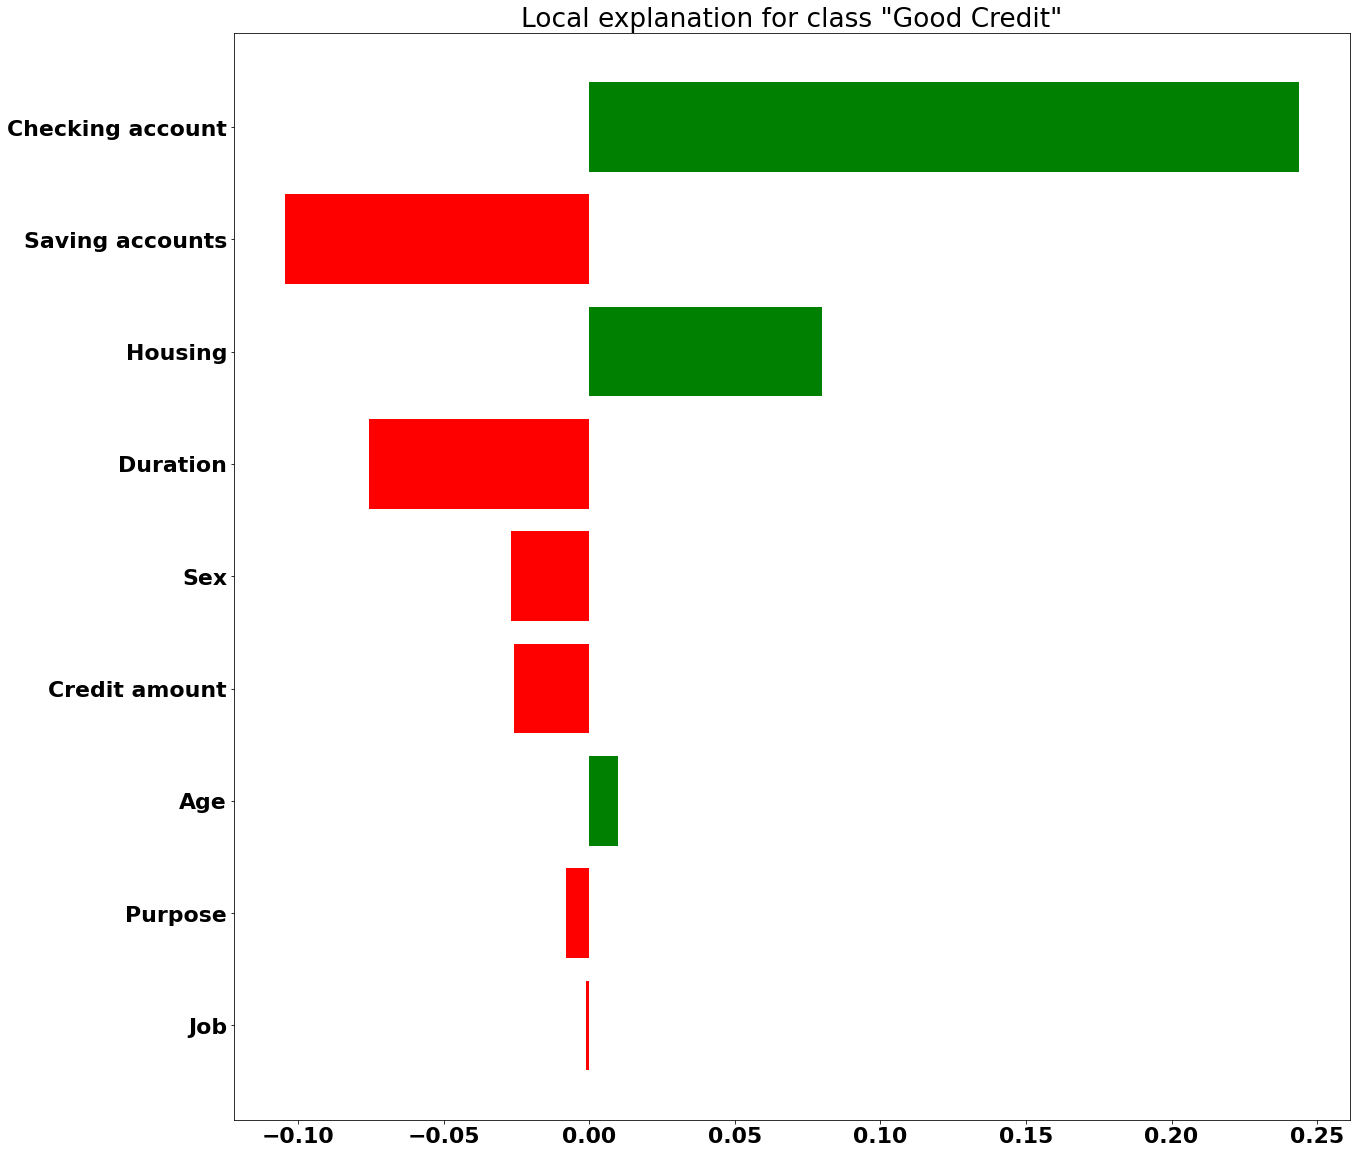 Local explanation for class "Good Credit"
Checking account
Saving accounts
Housing
Duration
Sex
Credit amount
Age
Purpose
Job
−0.10 −0.05 0.00 0.05 0.10 0.15 0.20 0.25